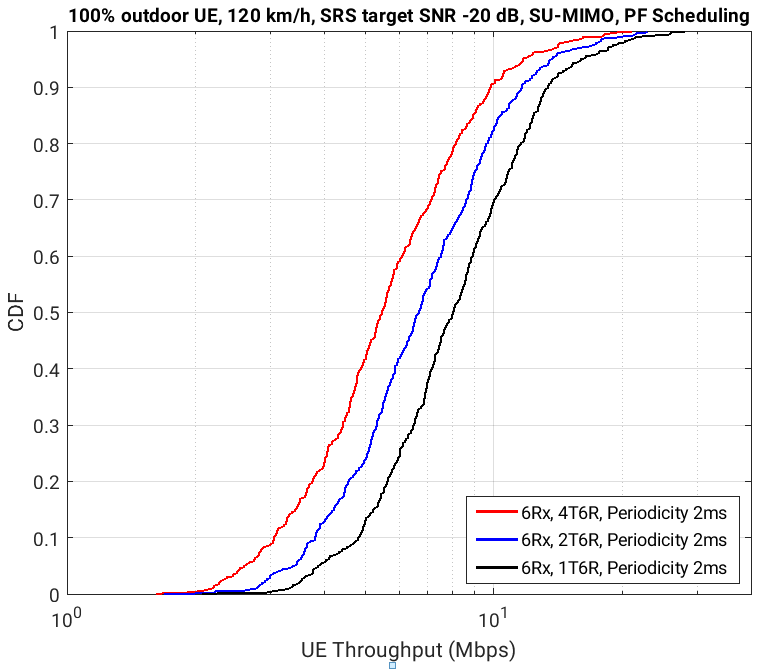 100% outdoor UE, 120 km/h, SRS target SNR -20 dB, SU-MIMO, PF Scheduling
1
0.9
0.8
0.7
0.6
0.5
0.4
0.3
0.2
0.1
0
CDF
6Rx, 4T6R, Periodicity 2ms
6Rx, 2T6R, Periodicity 2ms
6Rx, 1T6R, Periodicity 2ms
10^0 10^1
UE Throughput (Mbps)